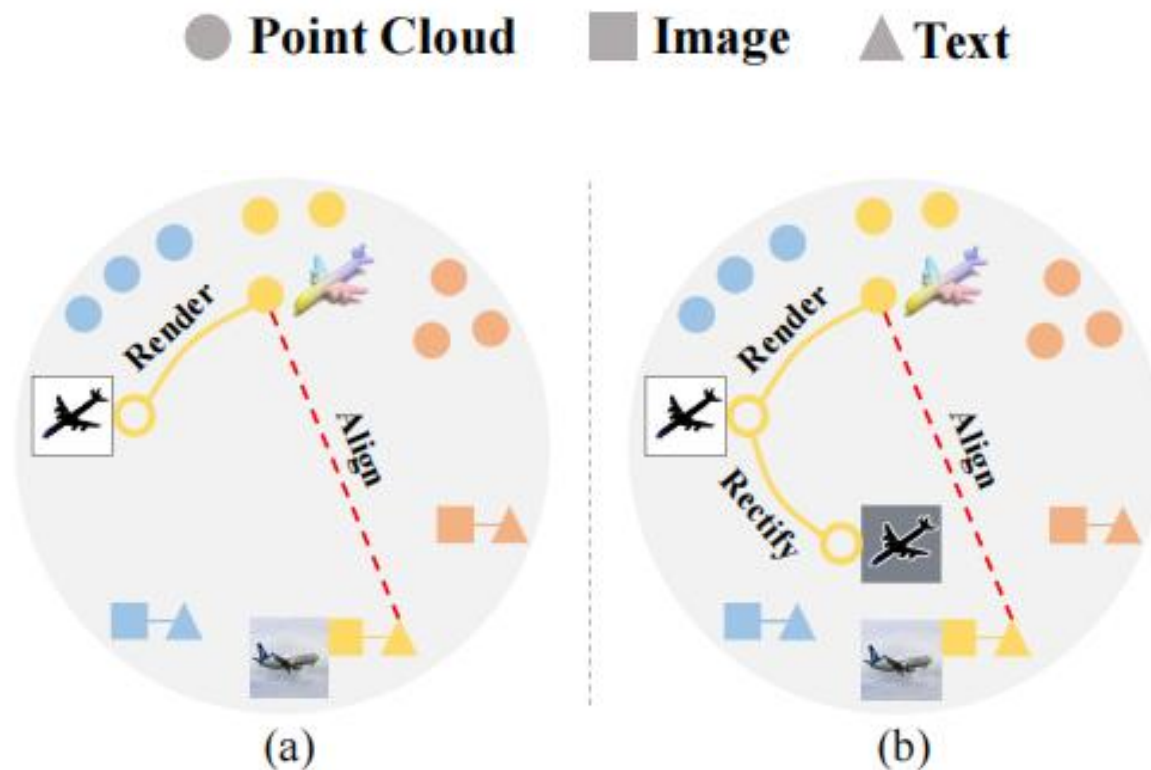 Point Cloud Image Text
Render
Align
(a)
Render
Rectify
Align
(b)